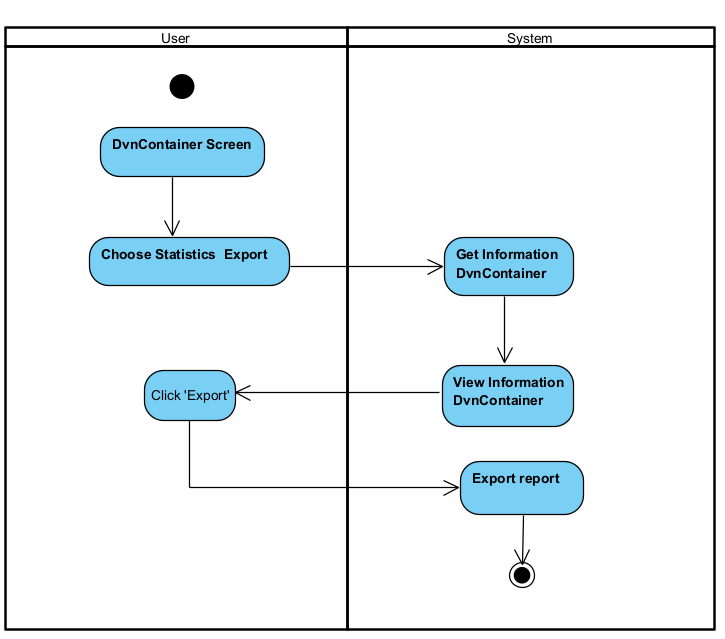 User
System
DvnContainer Screen
Choose Statistics  Export
Get Information
DvnContainer
View Information
DvnContainer
Click 'Export'
Export report